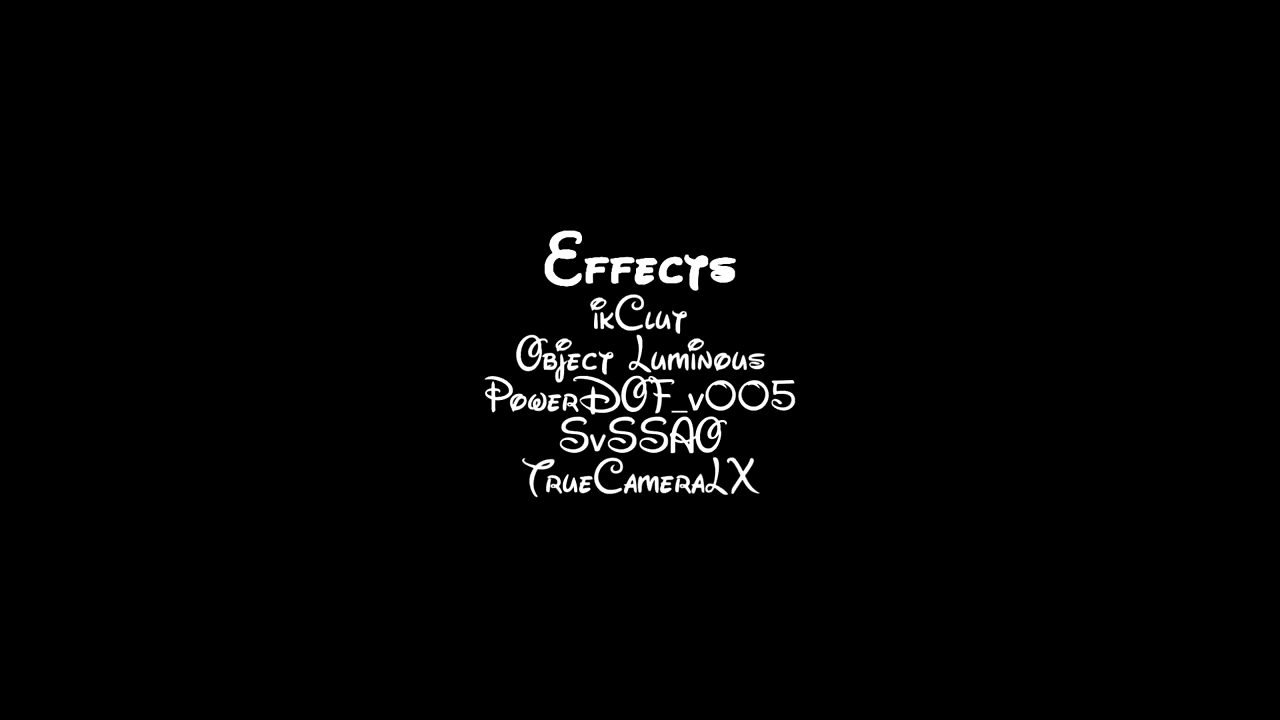 Effects
ikClut
Object Luminous
PowerDOF_v005
SvSSAO
TrueCameraLX